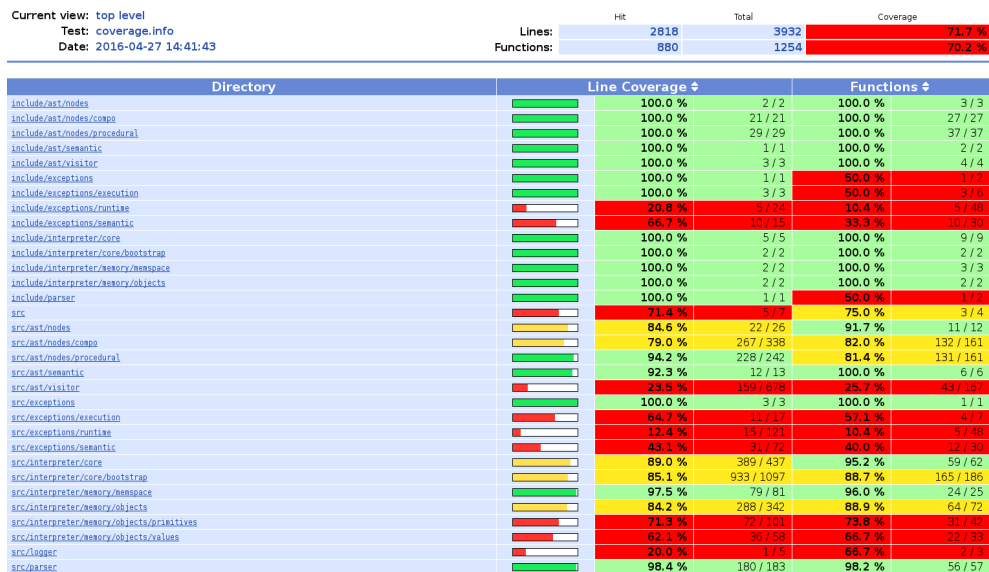 Current view: top level
Hit Total Coverage
Test: coverage.info Lines: 2818 3932 71.7 %
Date: 2016-04-27 14:41:43 Functions: 880 1254 70.2 %
Directory Line Coverage Functions
include/ast/nodes 100.0 % 2 / 2 100.0 % 3 / 3
include/ast/nodes/compo 100.0 % 21 / 21 100.0 % 27 / 27
include/ast/nodes/procedural 100.0 % 29 / 29 100.0 % 37 / 37
include/ast/semantic 100.0 % 1 / 1 100.0 % 2 / 2
include/ast/visitor 100.0 % 3 / 3 100.0 % 4 / 4
include/exceptions 100.0 % 1 / 1 50.0 % 1 / 2
include/exceptions/execution 100.0 % 3 / 3 50.0 % 3 / 6
include/exceptions/runtime 20.8 % 5 / 24 10.4 % 5 / 48
include/exceptions/semantic 66.7 % 10 / 15 33.3 % 10 / 30
include/interpreter/core 100.0 % 5 / 5 100.0 % 9 / 9
include/interpreter/core/bootstrap 100.0 % 2 / 2 100.0 % 2 / 2
include/interpreter/memory/memspace 100.0 % 2 / 2 100.0 % 3 / 3
include/interpreter/memory/objects 100.0 % 2 / 2 100.0 % 2 / 2
include/parser 100.0 % 1 / 1 50.0 % 1 / 2
src 71.4 % 5 / 7 75.0 % 3 / 4
src/ast/nodes 84.6 % 22 / 26 91.7 % 11 / 12
src/ast/nodes/compo 79.0 % 267 / 338 82.0 % 132 / 161
src/ast/nodes/procedural 94.2 % 228 / 242 81.4 % 131 / 161
src/ast/semantic 92.3 % 12 / 13 100.0 % 6 / 6
src/ast/visitor 23.5 % 159 / 678 25.7 % 43 / 167
src/exceptions 100.0 % 3 / 3 100.0 % 1 / 1
src/exceptions/execution 64.7 % 11 / 17 57.1 % 4 / 7
src/exceptions/runtime 12.4 % 15 / 121 10.4 % 5 / 48
src/exceptions/semantic 43.1 % 31 / 72 40.0 % 12 / 30
src/interpreter/core 89.0 % 389 / 437 95.2 % 59 / 62
src/interpreter/core/bootstrap 85.1 % 933 / 1097 88.7 % 165 / 186
src/interpreter/memory/memspace 97.5 % 79 / 81 96.0 % 24 / 25
src/interpreter/memory/objects 84.2 % 288 / 342 88.9 % 64 / 72
src/interpreter/memory/objects/primitives 71.3 % 72 / 101 73.8 % 31 / 42
src/interpreter/memory/objects/values 62.1 % 36 / 58 66.7 % 22 / 33
src/logger 20.0 % 1 / 5 66.7 % 2 / 3
src/parser 98.4 % 180 / 183 98.2 % 56 / 57